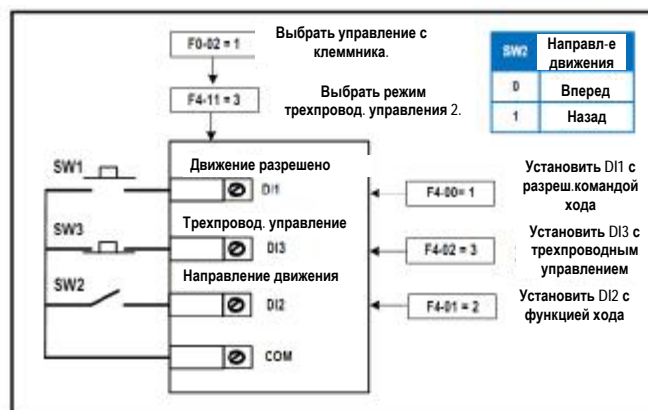 F0-02 = 1
Выбрать управление с
клеммника.
F4-11 = 3
Выбрать режим
трехпровод. управления 2.
SW2
Направл-е
движения
0
Вперед
1
Назад
SW1
Движение разрешено
DI1
F4-00= 1
Установить DI1 с
разреш.командой
хода
SW3
Трехпровод. управление
DI3
F4-02 = 3
Установить DI3 с
трехпроводным
управлением
SW2
Направление движения
DI2
F4-01 = 2
Установить DI2 с
функцией хода
COM